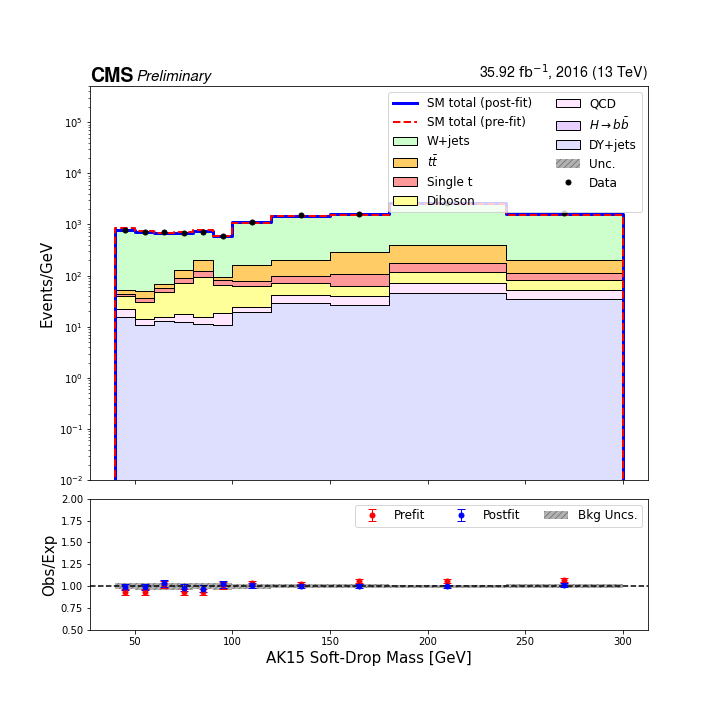 CMS Preliminary
35.92 fb⁻¹, 2016 (13 TeV)
Events/GeV
10⁵
10⁴
10³
10²
10¹
10⁰
10⁻¹
10⁻²
SM total (post-fit)
SM total (pre-fit)
W+jets
tt̄
Single t
Diboson
QCD
H→bb̄
DY+jets
Unc.
Data
Obs/Exp
2.00
1.75
1.50
1.25
1.00
0.75
0.50
Prefit
Postfit
Bkg Uncs.
50 100 150 200 250 300
AK15 Soft-Drop Mass [GeV]